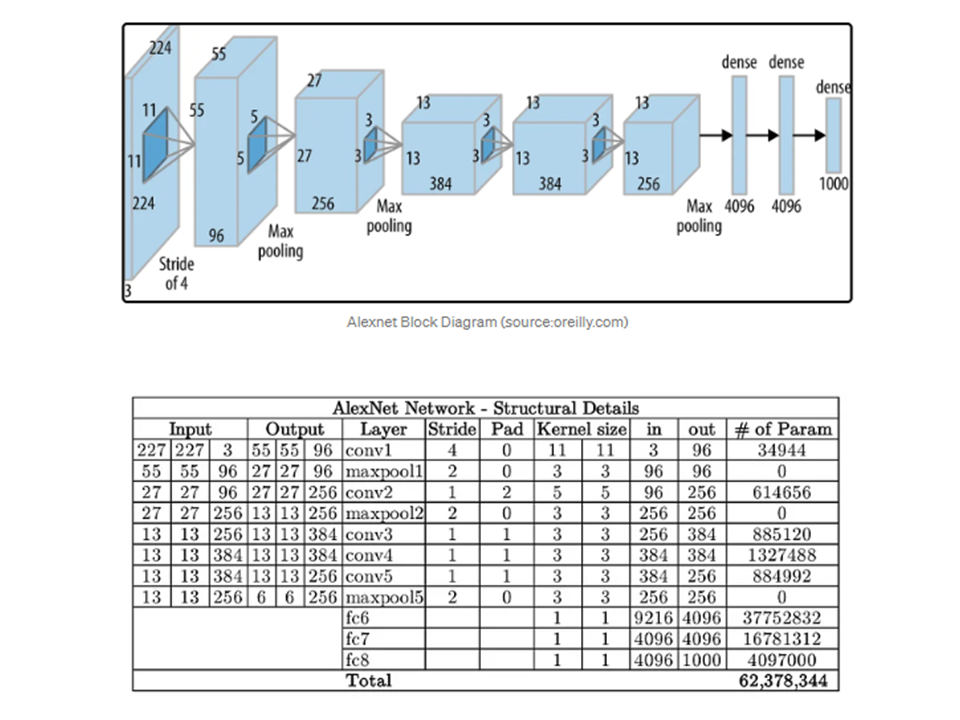 224
55
27
13
13
13
11
55
5
3
3
3
dense
dense
dense
11
5
27
3
13
3
13
3
13
224
96
256
384
384
256
4096
4096
1000
Stride
of 4
Max
pooling
Max
pooling
Max
pooling
3
Alexnet Block Diagram (source:oreilly.com)
AlexNet Network - Structural Details
Input Output Layer Stride Pad Kernel size in out # of Param
227 227 3 55 55 96 conv1 4 0 11 11 3 96 34944
55 55 96 27 27 96 maxpool1 2 0 3 3 96 96 0
27 27 96 27 27 256 conv2 1 2 5 5 96 256 614656
27 27 256 13 13 256 maxpool2 2 0 3 3 256 256 0
13 13 256 13 13 384 conv3 1 1 3 3 256 384 885120
13 13 384 13 13 384 conv4 1 1 3 3 384 384 1327488
13 13 384 13 13 256 conv5 1 1 3 3 384 256 884992
13 13 256 6 6 256 maxpool5 2 0 3 3 256 256 0
fc6 1 1 9216 4096 37752832
fc7 1 1 4096 4096 16781312
fc8 1 1 4096 1000 4097000
Total 62,378,344